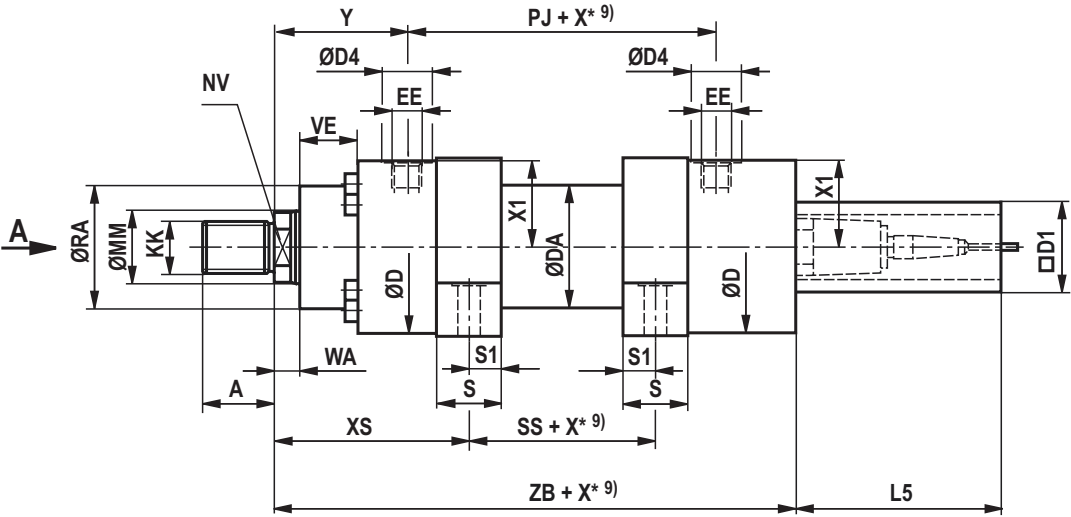 Y
PJ + X* 9)
ØD4
ØD4
NV
EE
EE
VE
X1
X1
A
ØRA
ØMM
KK
ØD
ØDA
ØD
□D1
WA
S1
S1
A
S
S
XS
SS + X* 9)
ZB + X* 9)
L5